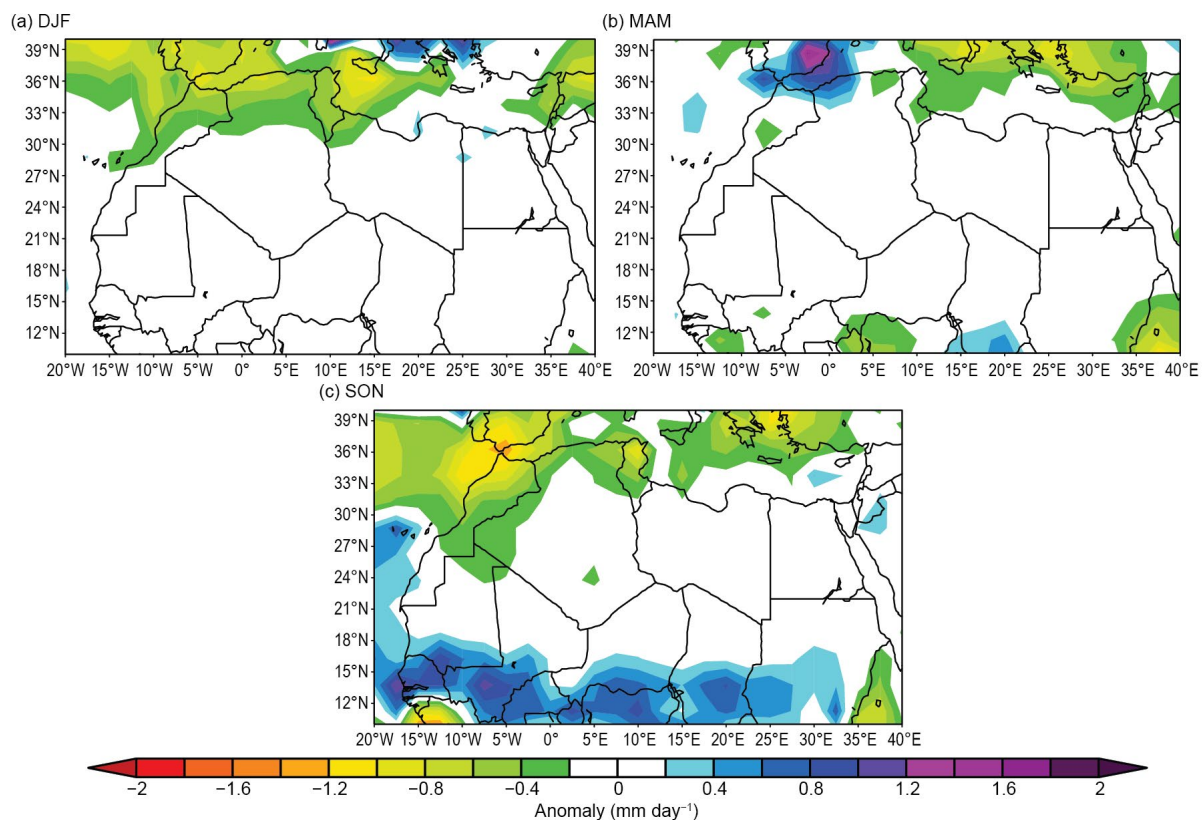 (a) DJF
39°N
36°N
33°N
30°N
27°N
24°N
21°N
18°N
15°N
12°N
20°W 15°W 10°W 5°W 0° 5°E 10°E 15°E 20°E 25°E 30°E 35°E 40°E
(b) MAM
39°N
36°N
33°N
30°N
27°N
24°N
21°N
18°N
15°N
12°N
20°W 15°W 10°W 5°W 0° 5°E 10°E 15°E 20°E 25°E 30°E 35°E 40°E
(c) SON
39°N
36°N
33°N
30°N
27°N
24°N
21°N
18°N
15°N
12°N
20°W 15°W 10°W 5°W 0° 5°E 10°E 15°E 20°E 25°E 30°E 35°E 40°E
−2 −1.6 −1.2 −0.8 −0.4 0 0.4 0.8 1.2 1.6 2
Anomaly (mm day⁻¹)